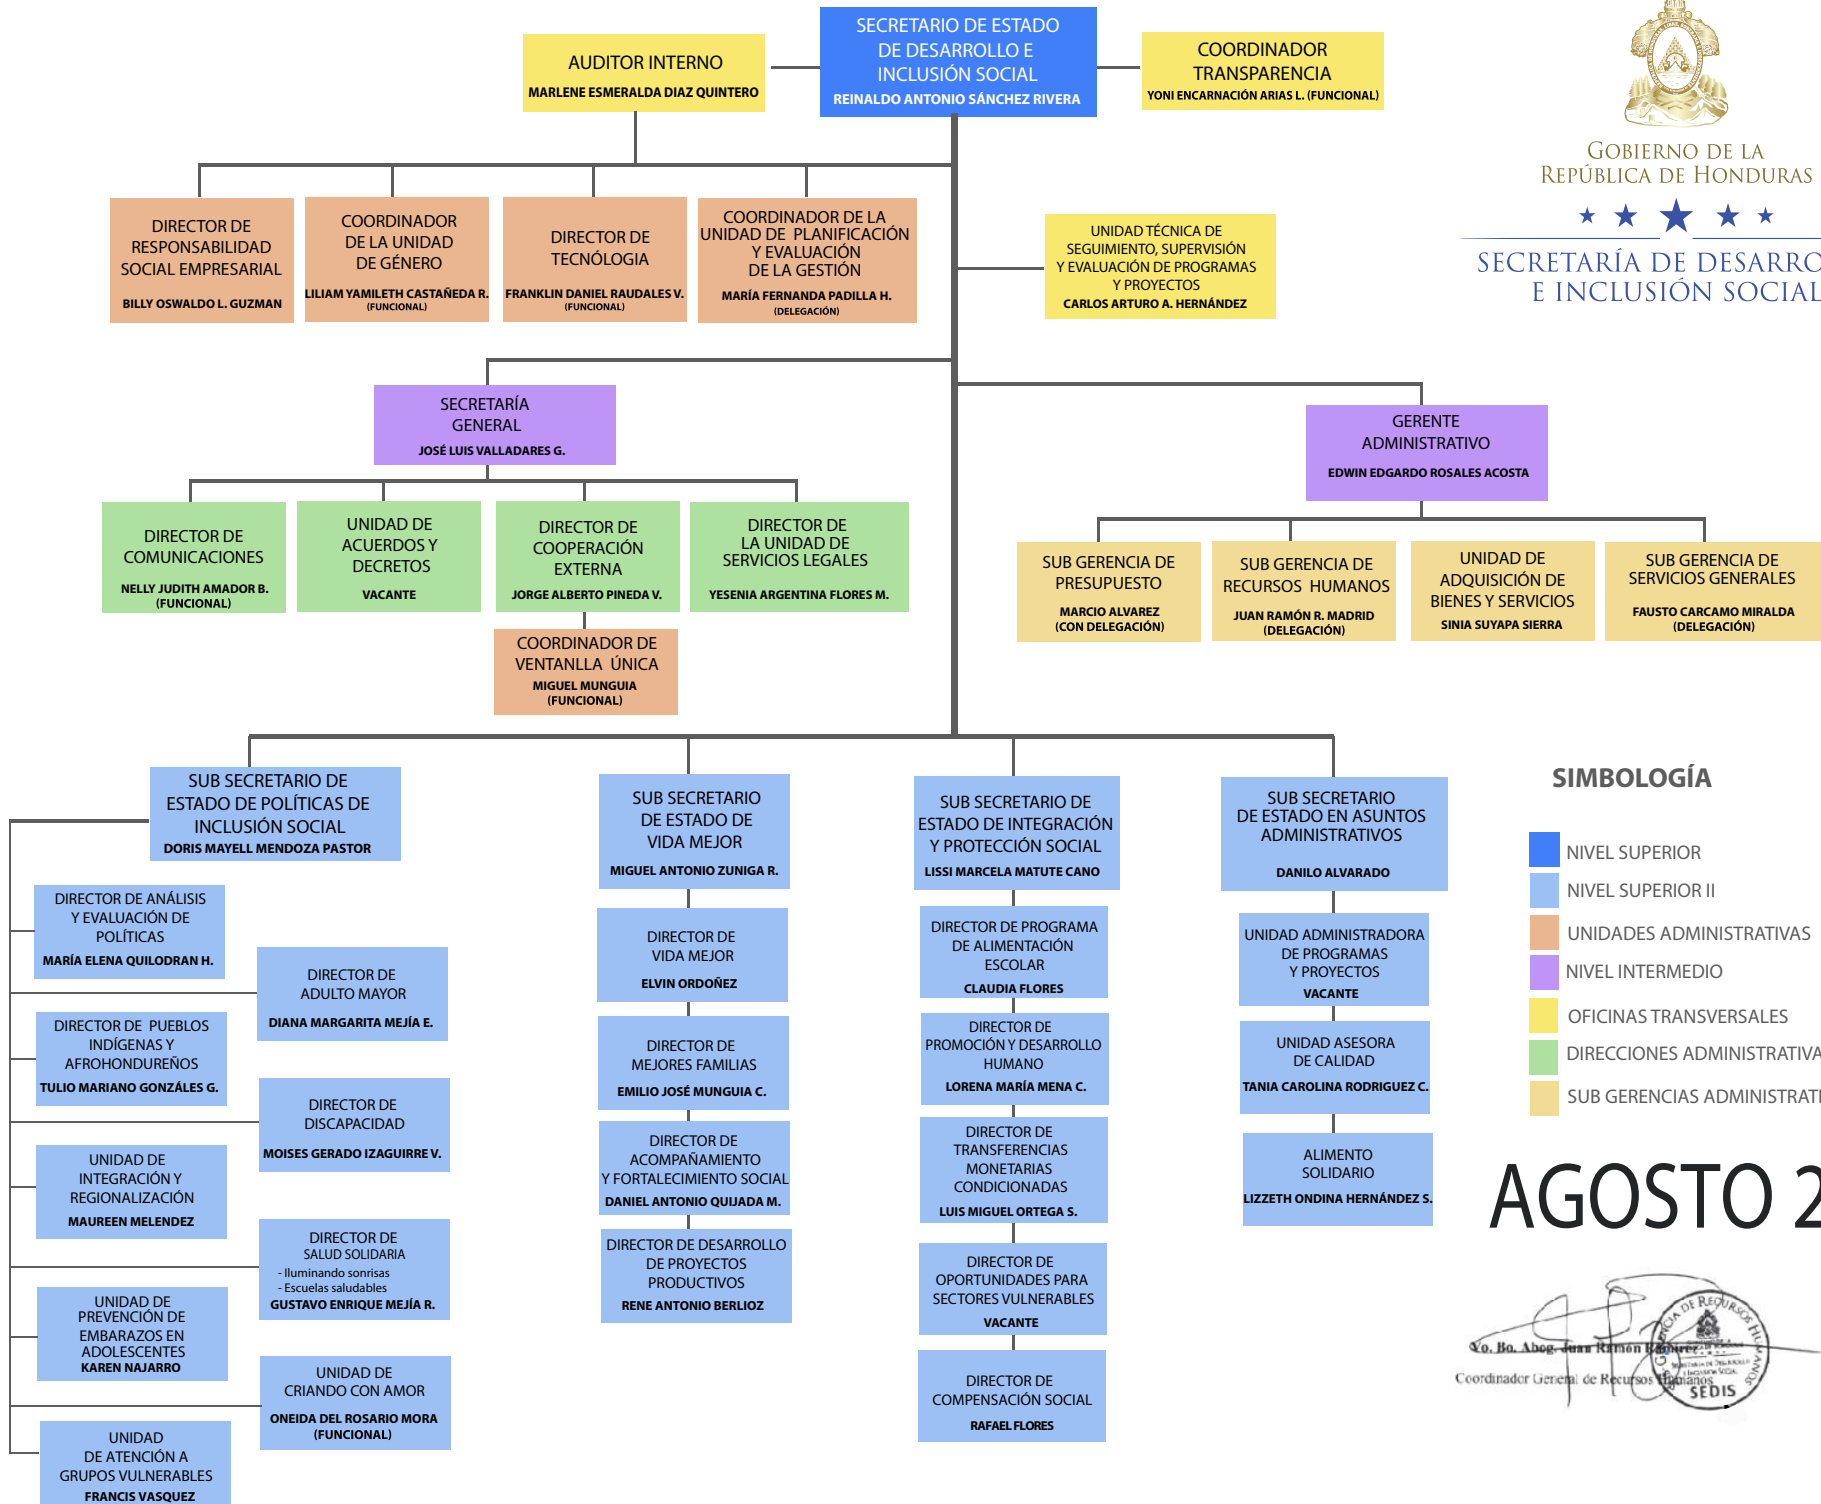 SECRETARIO DE ESTADO
DE DESARROLLO E
INCLUSIÓN SOCIAL
REINALDO ANTONIO SÁNCHEZ RIVERA
AUDITOR INTERNO
MARLENE ESMERALDA DIAZ QUINTERO
COORDINADOR
TRANSPARENCIA
YONI ENCARNACIÓN ARIAS L. (FUNCIONAL)
GOBIERNO DE LA
REPÚBLICA DE HONDURAS
SECRETARÍA DE DESARRO
E INCLUSIÓN SOCIAL
DIRECTOR DE
RESPONSABILIDAD
SOCIAL EMPRESARIAL
BILLY OSWALDO L. GUZMAN
COORDINADOR
DE LA UNIDAD
DE GÉNERO
LILIAM YAMILETH CASTAÑEDA R.
(FUNCIONAL)
DIRECTOR DE
TECNÓLOGIA
FRANKLIN DANIEL RAUDALES V.
(FUNCIONAL)
COORDINADOR DE LA
UNIDAD DE PLANIFICACIÓN
Y EVALUACIÓN
DE LA GESTIÓN
MARÍA FERNANDA PADILLA H.
(DELEGACIÓN)
UNIDAD TÉCNICA DE
SEGUIMIENTO, SUPERVISIÓN
Y EVALUACIÓN DE PROGRAMAS
Y PROYECTOS
CARLOS ARTURO A. HERNÁNDEZ
SECRETARÍA
GENERAL
JOSÉ LUIS VALLADARES G.
GERENTE
ADMINISTRATIVO
EDWIN EDGARDO ROSALES ACOSTA
DIRECTOR DE
COMUNICACIONES
NELLY JUDITH AMADOR B.
(FUNCIONAL)
UNIDAD DE
ACUERDOS Y
DECRETOS
VACANTE
DIRECTOR DE
COOPERACIÓN
EXTERNA
JORGE ALBERTO PINEDA V.
DIRECTOR DE
LA UNIDAD DE
SERVICIOS LEGALES
YESENIA ARGENTINA FLORES M.
COORDINADOR DE
VENTANLLA ÚNICA
MIGUEL MUNGUIA
(FUNCIONAL)
SUB GERENCIA DE
PRESUPUESTO
MARCIO ALVAREZ
(CON DELEGACIÓN)
SUB GERENCIA DE
RECURSOS HUMANOS
JUAN RAMÓN R. MADRID
(DELEGACIÓN)
UNIDAD DE
ADQUISICIÓN DE
BIENES Y SERVICIOS
SINIA SUYAPA SIERRA
SUB GERENCIA DE
SERVICIOS GENERALES
FAUSTO CARCAMO MIRALDA
(DELEGACIÓN)
SUB SECRETARIO DE
ESTADO DE POLÍTICAS DE
INCLUSIÓN SOCIAL
DORIS MAYELL MENDOZA PASTOR
DIRECTOR DE ANÁLISIS
Y EVALUACIÓN DE
POLÍTICAS
MARÍA ELENA QUILODRAN H.
DIRECTOR DE
ADULTO MAYOR
DIANA MARGARITA MEJÍA E.
DIRECTOR DE PUEBLOS
INDÍGENAS Y
AFROHONDUREÑOS
TULIO MARIANO GONZÁLES G.
DIRECTOR DE
DISCAPACIDAD
MOISES GERADO IZAGUIRRE V.
UNIDAD DE
INTEGRACIÓN Y
REGIONALIZACIÓN
MAUREEN MELENDEZ
DIRECTOR DE
SALUD SOLIDARIA
- Iluminando sonrisas
- Escuelas saludables
GUSTAVO ENRIQUE MEJÍA R.
UNIDAD DE
PREVENCIÓN DE
EMBARAZOS EN
ADOLESCENTES
KAREN NAJARRO
UNIDAD DE
CRIANDO CON AMOR
ONEIDA DEL ROSARIO MORA
(FUNCIONAL)
UNIDAD
DE ATENCIÓN A
GRUPOS VULNERABLES
FRANCIS VASQUEZ
SUB SECRETARIO
DE ESTADO DE
VIDA MEJOR
MIGUEL ANTONIO ZUNIGA R.
DIRECTOR DE
VIDA MEJOR
ELVIN ORDOÑEZ
DIRECTOR DE
MEJORES FAMILIAS
EMILIO JOSÉ MUNGUIA C.
DIRECTOR DE
ACOMPAÑAMIENTO
Y FORTALECIMIENTO SOCIAL
DANIEL ANTONIO QUIJADA M.
DIRECTOR DE DESARROLLO
DE PROYECTOS
PRODUCTIVOS
RENE ANTONIO BERLIOZ
SUB SECRETARIO DE
ESTADO DE INTEGRACIÓN
Y PROTECCIÓN SOCIAL
LISSI MARCELA MATUTE CANO
DIRECTOR DE PROGRAMA
DE ALIMENTACIÓN
ESCOLAR
CLAUDIA FLORES
DIRECTOR DE
PROMOCIÓN Y DESARROLLO
HUMANO
LORENA MARÍA MENA C.
DIRECTOR DE
TRANSFERENCIAS
MONETARIAS
CONDICIONADAS
LUIS MIGUEL ORTEGA S.
DIRECTOR DE
OPORTUNIDADES PARA
SECTORES VULNERABLES
VACANTE
DIRECTOR DE
COMPENSACIÓN SOCIAL
RAFAEL FLORES
SUB SECRETARIO
DE ESTADO EN ASUNTOS
ADMINISTRATIVOS
DANILO ALVARADO
UNIDAD ADMINISTRADORA
DE PROGRAMAS
Y PROYECTOS
VACANTE
UNIDAD ASESORA
DE CALIDAD
TANIA CAROLINA RODRIGUEZ C.
ALIMENTO
SOLIDARIO
LIZZETH ONDINA HERNÁNDEZ S.
SIMBOLOGÍA
NIVEL SUPERIOR
NIVEL SUPERIOR II
UNIDADES ADMINISTRATIVAS
NIVEL INTERMEDIO
OFICINAS TRANSVERSALES
DIRECCIONES ADMINISTRATIVA
SUB GERENCIAS ADMINISTRATI
AGOSTO 2
Vo. Bo. Abog. Juan Ramón
Coordinador General de Recursos Humanos
GERENCIA DE RECURSOS HUMANOS
SEDIS